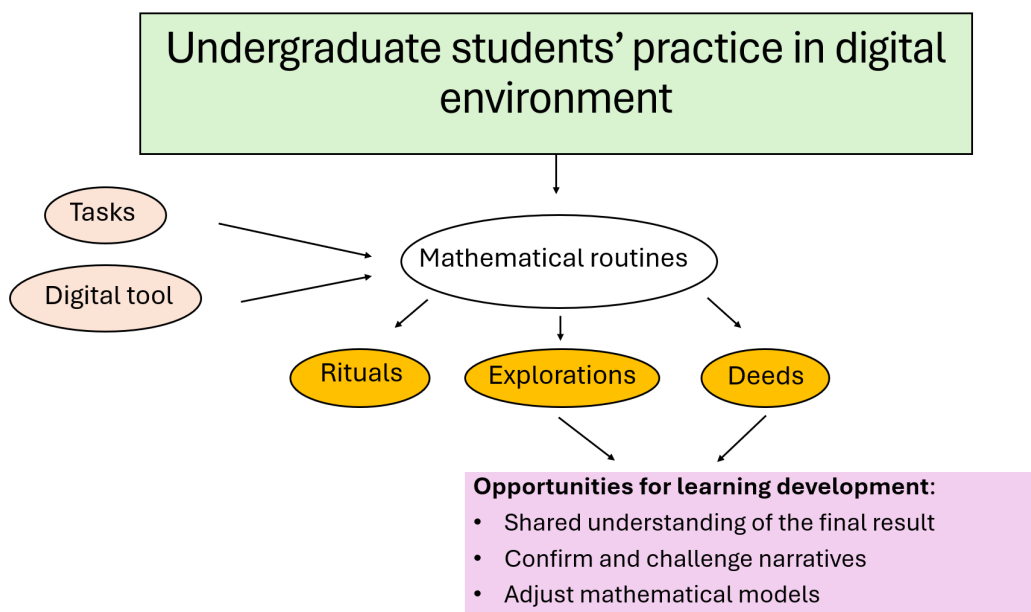 Undergraduate students’ practice in digital
environment
Tasks
Digital tool
Mathematical routines
Rituals
Explorations
Deeds
Opportunities for learning development:
• Shared understanding of the final result
• Confirm and challenge narratives
• Adjust mathematical models